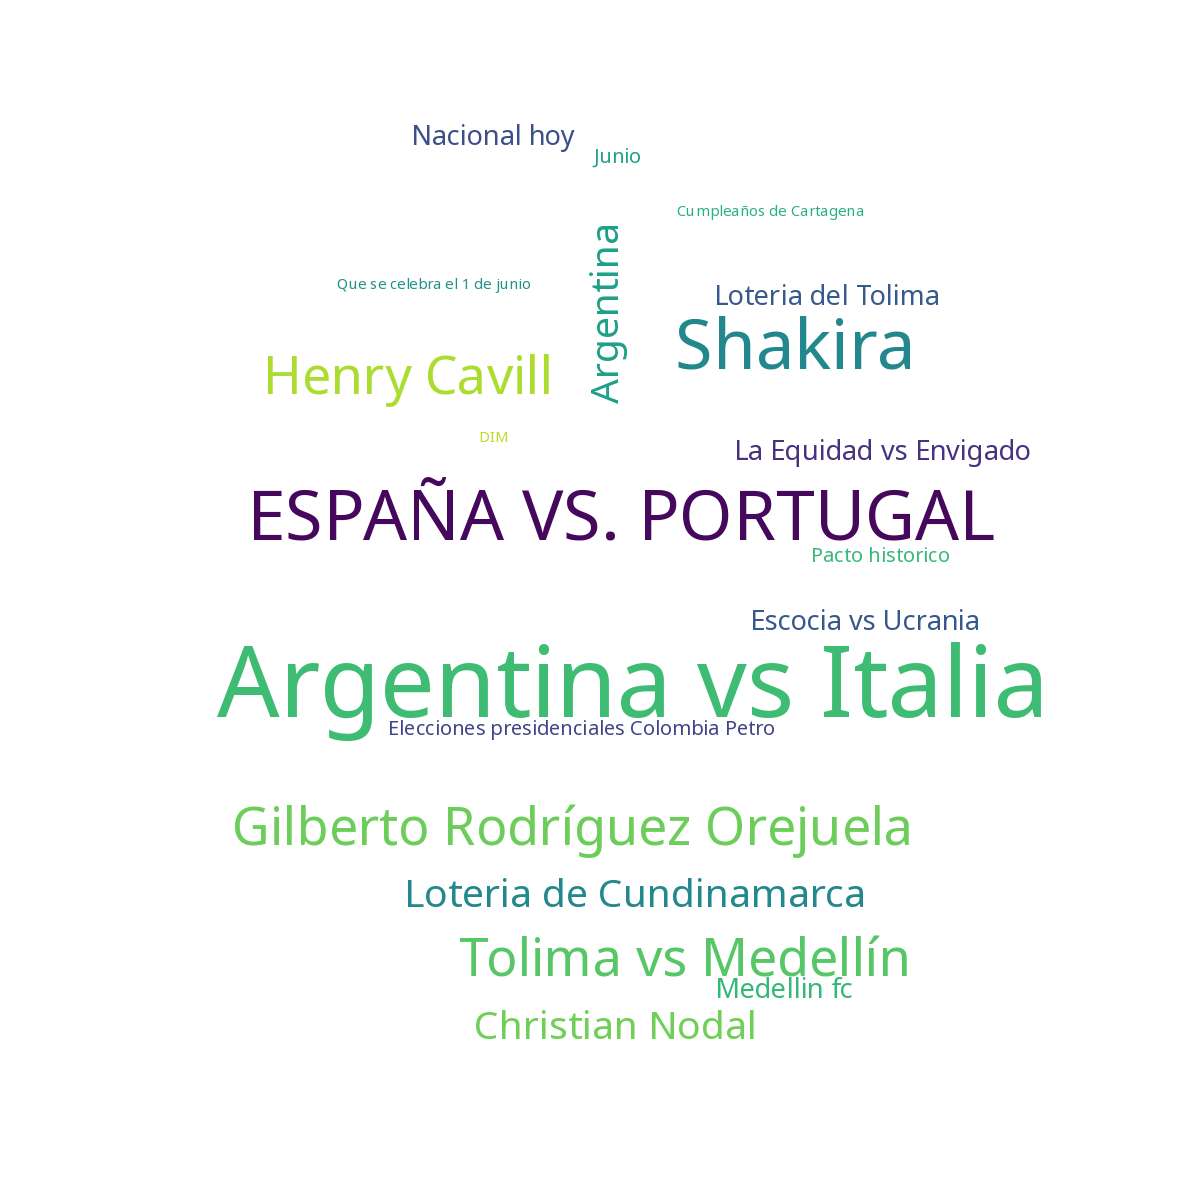 Nacional hoy
Junio
Cumpleaños de Cartagena
Argentina
Que se celebra el 1 de junio
Loteria del Tolima
Shakira
Henry Cavill
DIM
La Equidad vs Envigado
ESPAÑA VS. PORTUGAL
Pacto historico
Escocia vs Ucrania
Argentina vs Italia
Elecciones presidenciales Colombia Petro
Gilberto Rodríguez Orejuela
Loteria de Cundinamarca
Tolima vs Medellín
Medellin fc
Christian Nodal